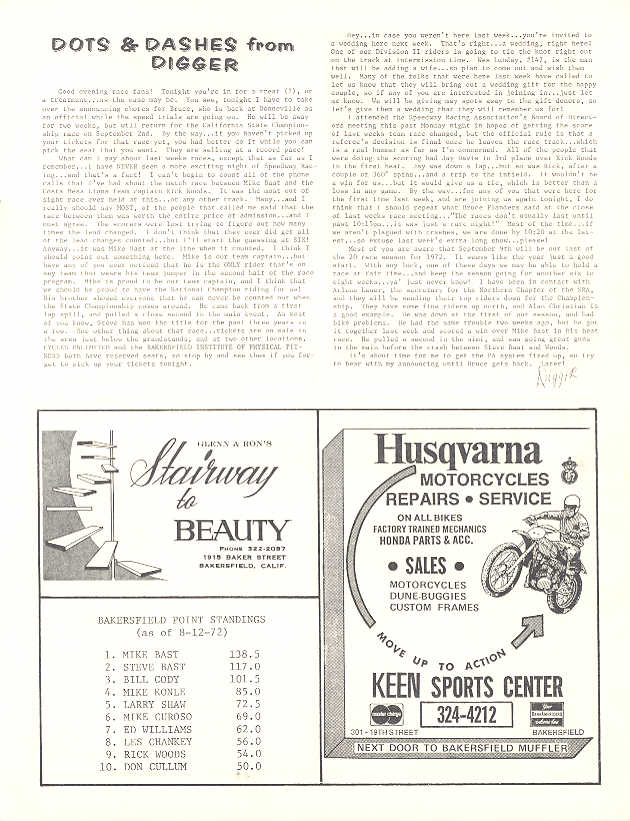 DOTS & DASHES from
DIGGER
Good evening race fans! Tonight you're in for a treat (?), or
a treatment...as the case may be. You see, tonight I have to take
over the announcing chores for Bruce, who is back at Bonneville as
an official while the speed trials are going on. He will be away
for two weeks, but will return for the California State Champion-
ship race on September 2nd. By the way...if you haven't picked up
your tickets for that race yet, you had better do it while you can
pick the seat that you want. They are selling at a record pace!
What can I say about last weeks races, except that as far as I
remember...I have NEVER seen a more exciting night of Speedway Rac-
ing...and that's a fact! I can't begin to count all of the phone
calls that I've had about the match race between Mike Bast and the
Costa Mesa Team captain Rick Woods. It was the most out of
sight race ever held at this...or any other track. Many...and I
really should say MOST, of the people that called me said that the
race between them was worth the entire price of admission...and I
must agree. The scorers were lost trying to figure out how many
times the lead changed. I don't think that they ever did get all
of the lead changes counted...but I'll start the guessing at SIX!
Anyway...it was Mike Bast at the line when it counted. I think I
should point out something here. Mike is our team captain...but
have any of you ever noticed that he is the ONLY rider that's on
any team that wears his team jumper in the second half of the race
program. Mike is proud to be our team captain, and I think that
we should be proud to have the National Champion riding for us!
His brother showed everyone that he can never be counted out when
the State Championship comes around. He came back from a first
lap spill, and pulled a close second in the main event. As most
of you know, Steve has won the title for the past three years in
a row. One other thing about that race...tickets are on sale in
the area just below the grandstands, and at two other locations,
CYCLES UNLIMITED and the BAKERSFIELD INSTITUTE OF PHYSICAL FIT-
NESS both have reserved seats, so stop by and see them if you for-
get to pick up your tickets tonight.
Hey...in case you weren't here last week...you're invited to
a wedding here next week. That's right...a wedding, right here!
One of our Division II riders is going to tie the knot right out
on the track at intermission time. Wes Lunday, #147, is the man
that will be adding a wife...so plan to come out and wish them
well. Many of the folks that were here last week have called to
let us know that they will bring out a wedding gift for the happy
couple, so if any of you are interested in joining in...just let
us know. We will be giving away spots to the gift donors, so
let's give them a wedding that they will remember us for!
I attended the Speedway Racing Association's Board of Direct-
ors meeting this past Monday night in hopes of getting the score
of last weeks team race changed, but the official rule is that a
referee's decision is final once he leaves the race track...which
is a real bummer as far as I'm concerned. All of the people that
were doing the scoring had Jay Davis in 3rd place over Rick Woods
in the first heat. Jay was down a lap...but so was Rick, after a
couple of 360° spins...and a trip to the infield. It wouldn't be
a win for us...but it would give us a tie, which is better than a
loss in any game. By the way...for any of you that were here for
the first time last week, and are joining us again tonight, I do
think that I should repeat what Bruce Flanders said at the close
of last weeks race meeting..."The races don't usually last until
past 10:15pm...it was just a rare night!" Most of the time...if
we aren't plagued with crashes, we are done by 10:20 at the lat-
est...so excuse last week's extra long show...please!
Most of you are aware that September 9th will be our last of
the 20 race season for 1972. It seems like the year just a good
start. With any luck, one of these days we may be able to hold a
race at Fair time...and keep the season going for another six or
eight weeks...ya' just never know! I have been in contact with
Arlene Bauer, the secretary for the Northern Chapter of the SRA,
and they will be sending their top riders down for the Champion-
ship. They have some fine riders up north, and Alan Christian is
a good example. He was down at the first of our season, and had
bike problems. He had the same trouble two weeks ago, but he got
it together last week and scored a win over Mike Bast in his heat
race. He pulled a second in the semi, and was going great guns
in the main before the crash between Steve Bast and Woods.
It's about time for me to get the PA system fired up, so try
to bear with my announcing until Bruce gets back. Later!
Digger
GLENN & RON'S
Stairway
to
BEAUTY
PHONE 322-2087
1915 BAKER STREET
BAKERSFIELD, CALIF.
BAKERSFIELD POINT STANDINGS
(as of 8-12-72)
1. MIKE BAST 138.5
2. STEVE BAST 117.0
3. BILL CODY 101.5
4. MIKE KONLE 85.0
5. LARRY SHAW 72.5
6. MIKE CUROSO 69.0
7. ED WILLIAMS 62.0
8. LES CHANKEY 56.0
9. RICK WOODS 54.0
10. DON CULLUM 50.0
Husqvarna
MOTORCYCLES
REPAIRS • SERVICE
ON ALL BIKES
FACTORY TRAINED MECHANICS
HONDA PARTS & ACC.
• SALES •
MOTORCYCLES
DUNE-BUGGIES
CUSTOM FRAMES
MOVE UP TO ACTION
KEEN SPORTS CENTER
master charge
324-4212
301 - 19TH STREET
BAKERSFIELD
NEXT DOOR TO BAKERSFIELD MUFFLER